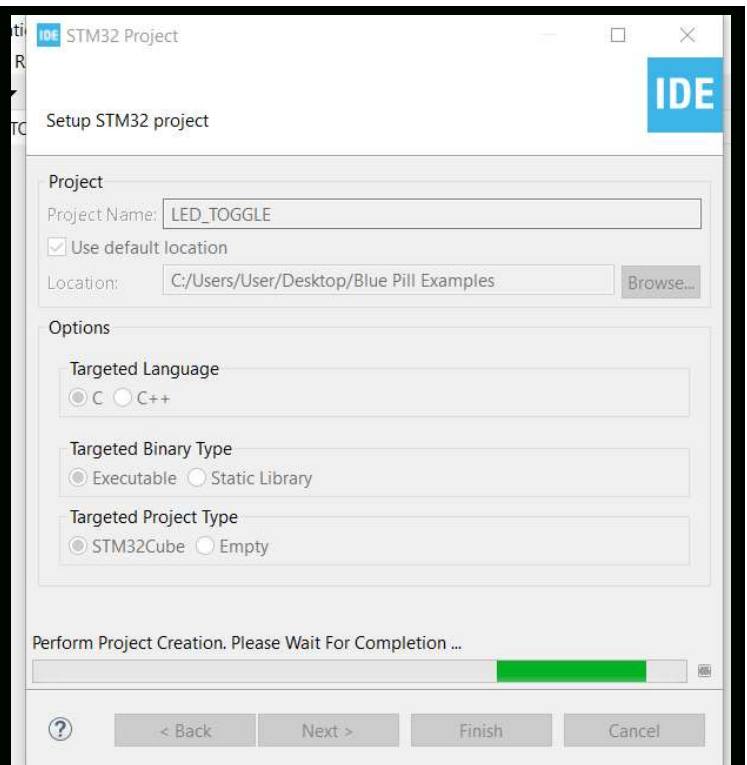 IDE STM32 Project
IDE
Setup STM32 project
Project
Project Name: LED_TOGGLE
Use default location
Location: C:/Users/User/Desktop/Blue Pill Examples Browse...
Options
Targeted Language
C C++
Targeted Binary Type
Executable Static Library
Targeted Project Type
STM32Cube Empty
Perform Project Creation. Please Wait For Completion ...
? < Back Next > Finish Cancel